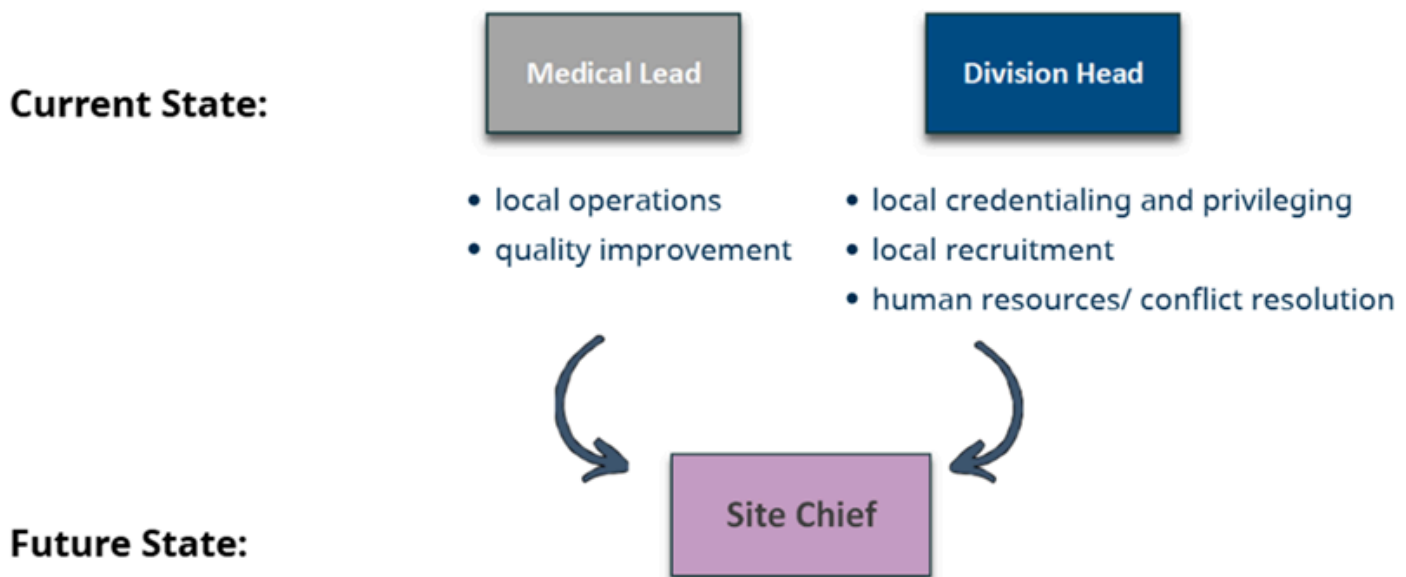 Medical Lead
Division Head
Current State:
• local operations
• quality improvement
• local credentialing and privileging
• local recruitment
• human resources/ conflict resolution
Site Chief
Future State: